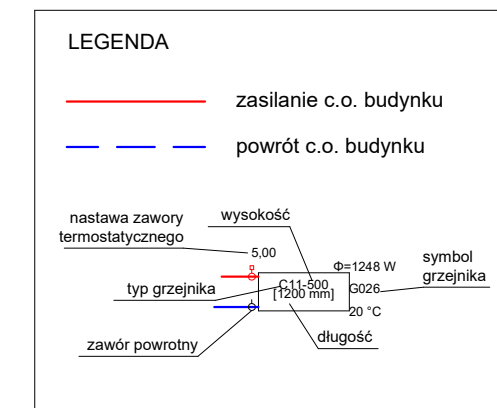 LEGENDA
zasilanie c.o. budynku
powrót c.o. budynku
nastawa zawory
termostatycznego
wysokość
5,00
Φ=1248 W
symbol
grzejnika
typ grzejnika
C11-500
[1200 mm]
G026
20 °C
zawór powrotny
długość